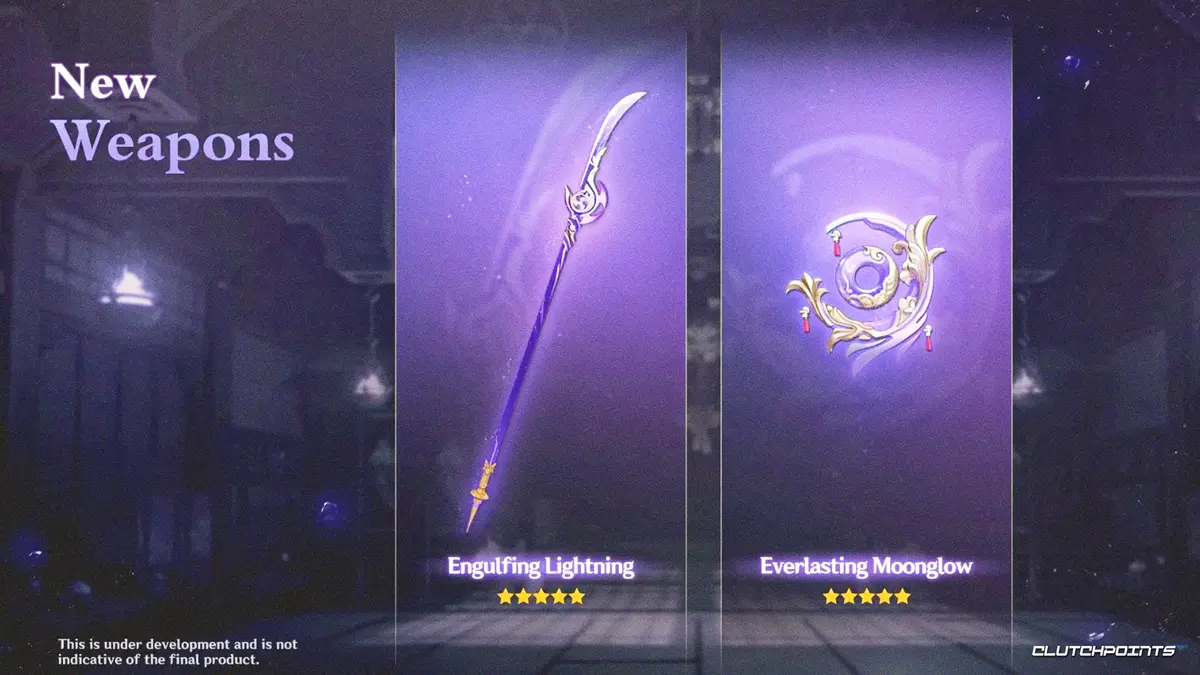 New
Weapons
Engulfing Lightning
Everlasting Moonglow
This is under development and is not
indicative of the final product.
CLUTCHPOINTS